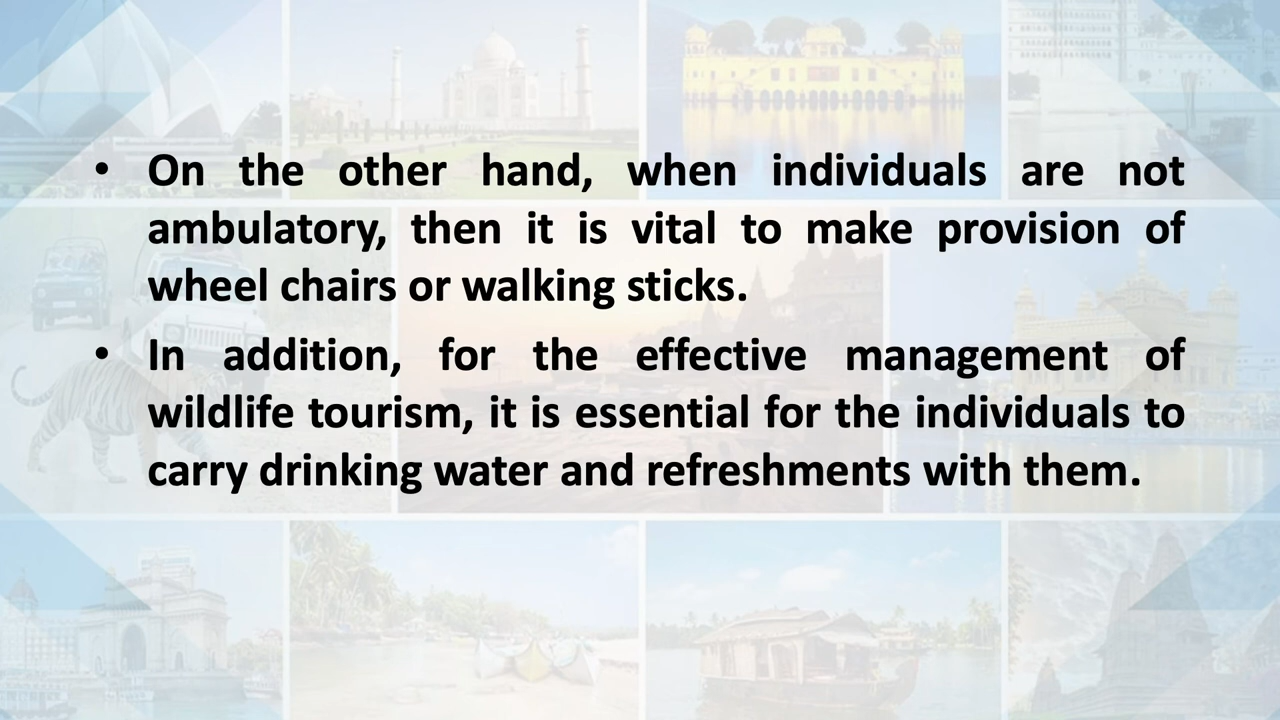 • On the other hand, when individuals are not
ambulatory, then it is vital to make provision of
wheel chairs or walking sticks.
• In addition, for the effective management of
wildlife tourism, it is essential for the individuals to
carry drinking water and refreshments with them.